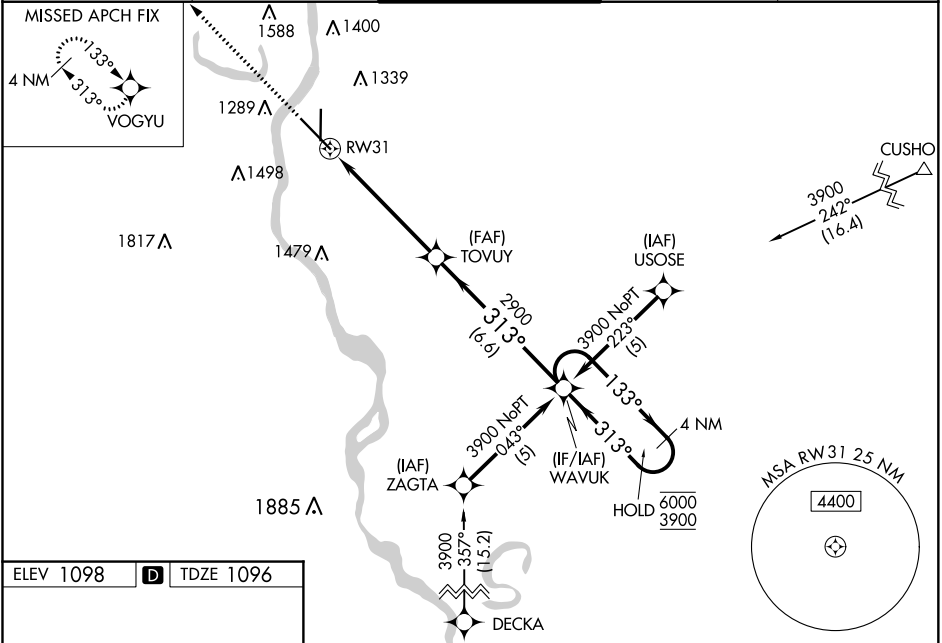 MISSED APCH FIX
4 NM
133°
313°
VOGYU
1588
1400
1339
1289
RW31
1498
1817
1479
CUSHO
3900
242°
(16.4)
(FAF)
TOVUY
(IAF)
USOSE
2900
313°
(6.6)
3900 NoPT
223°
(5)
133°
4 NM
313°
3900 NoPT
043°
(5)
(IF/IAF)
WAVUK
(IAF)
ZAGTA
HOLD 6000
3900
MSA RW31 25 NM
4400
1885
3900
357°
(15.2)
DECKA
ELEV 1098 D TDZE 1096